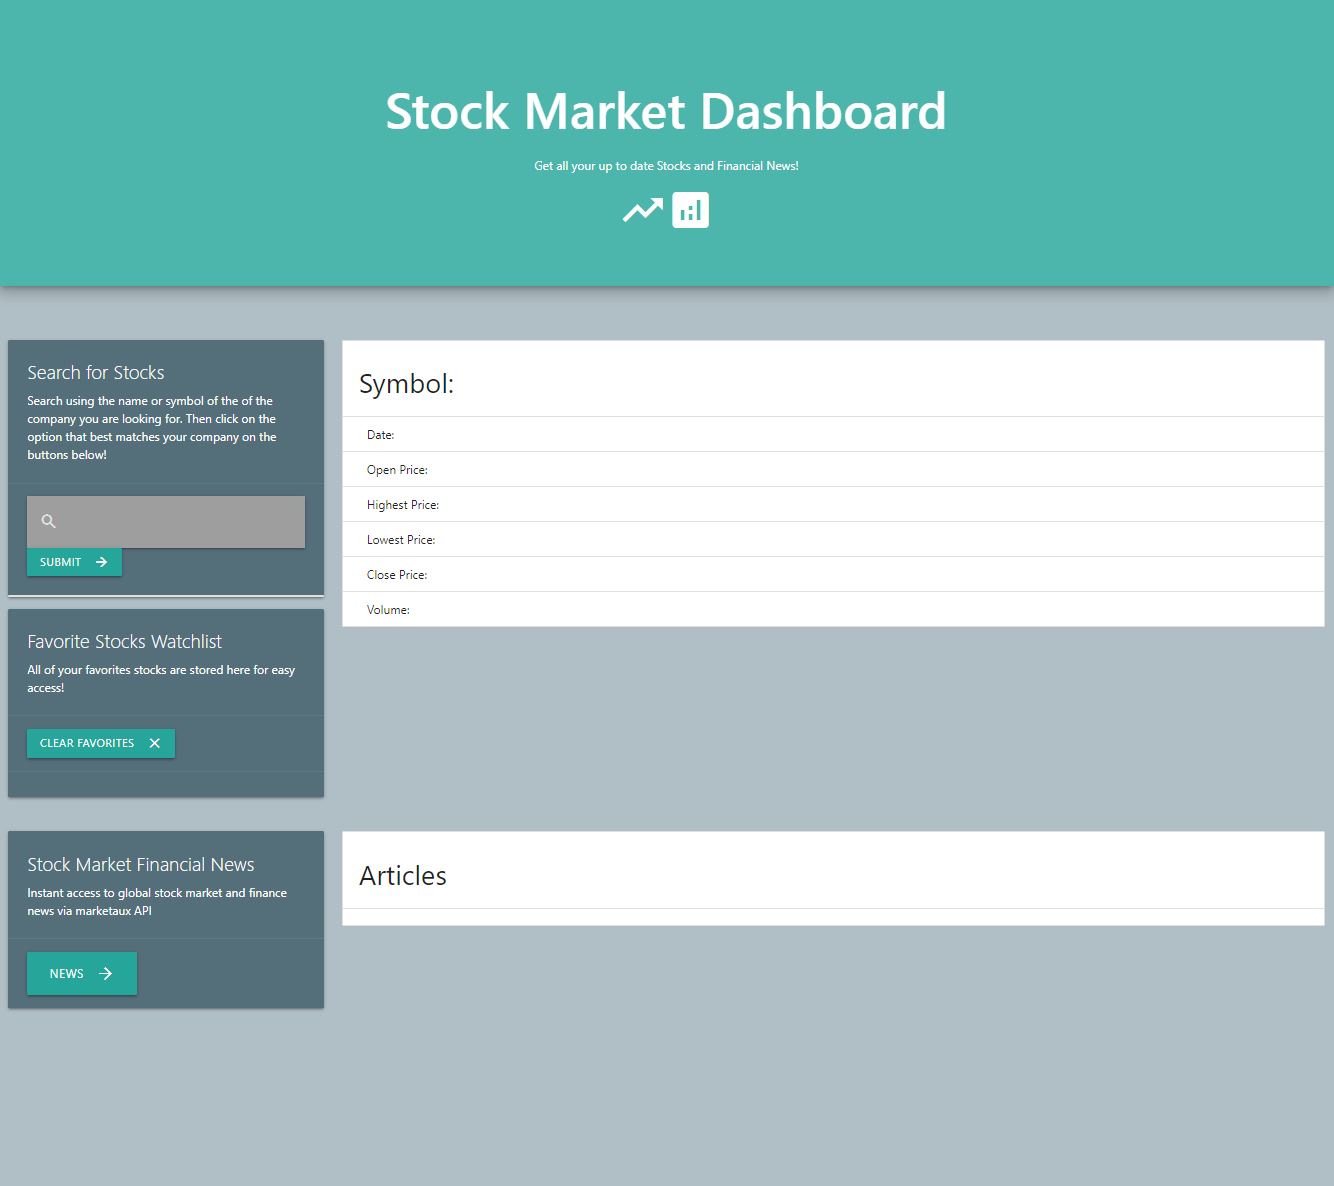 Stock Market Dashboard
Get all your up to date Stocks and Financial News!
Search for Stocks
Search using the name or symbol of the of the
company you are looking for. Then click on the
option that best matches your company on the
buttons below!
SUBMIT
Favorite Stocks Watchlist
All of your favorites stocks are stored here for easy
access!
CLEAR FAVORITES
Symbol:
Date:
Open Price:
Highest Price:
Lowest Price:
Close Price:
Volume:
Stock Market Financial News
Instant access to global stock market and finance
news via marketaux API
NEWS
Articles